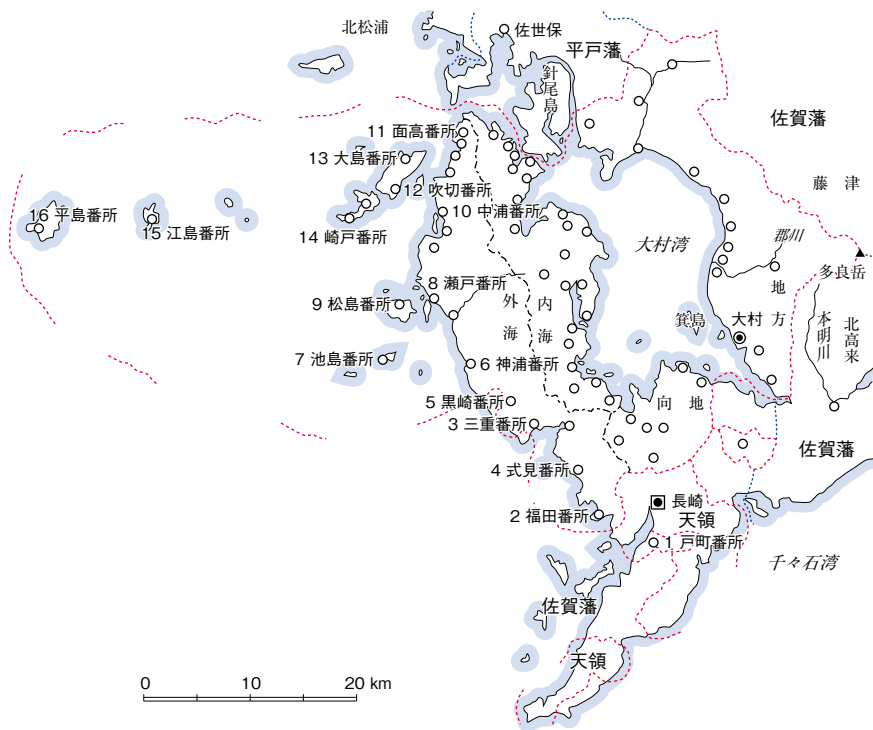 北松浦
佐世保
平戸藩
針尾島
佐賀藩
11 面高番所
13 大島番所
藤津
12 吹切番所
16 平島番所
15 江島番所
10 中浦番所
14 崎戸番所
大村湾
郡川
多良岳
8 瀬戸番所
地方
9 松島番所
外海
内海
箕島
大村
本明川
北高来
7 池島番所
6 神浦番所
5 黒崎番所
向地
3 三重番所
佐賀藩
4 式見番所
長崎
2 福田番所
天領
1 戸町番所
千々石湾
佐賀藩
天領
0 10 20 km